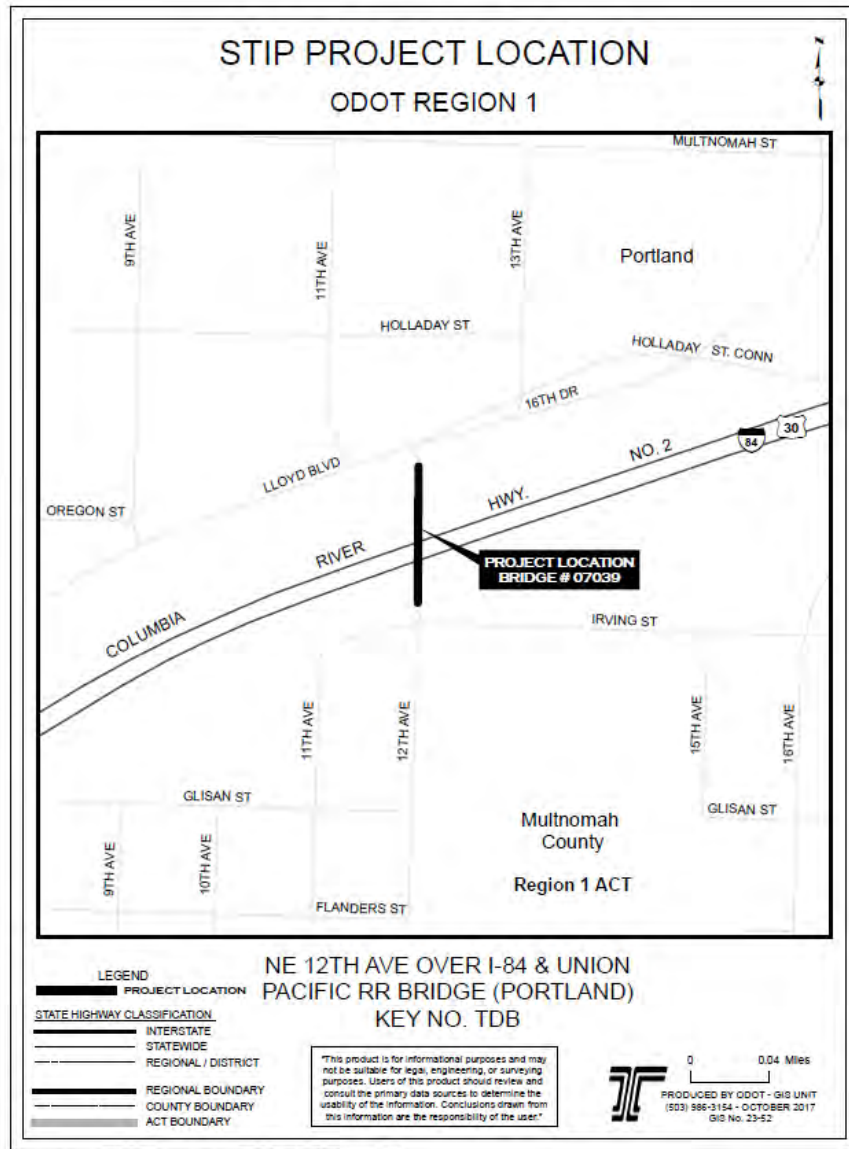 STIP PROJECT LOCATION
ODOT REGION 1
N
MULTNOMAH ST
9TH AVE
11TH AVE
13TH AVE
Portland
HOLLADAY ST
HOLLADAY ST. CONN
16TH DR
30
84
NO. 2
LLOYD BLVD
HWY.
OREGON ST
RIVER
PROJECT LOCATION
BRIDGE # 07039
COLUMBIA
IRVING ST
11TH AVE
12TH AVE
15TH AVE
16TH AVE
GLISAN ST
GLISAN ST
Multnomah
County
9TH AVE
10TH AVE
Region 1 ACT
FLANDERS ST
NE 12TH AVE OVER I-84 & UNION
PACIFIC RR BRIDGE (PORTLAND)
KEY NO. TDB
LEGEND
PROJECT LOCATION
STATE HIGHWAY CLASSIFICATION
INTERSTATE
STATEWIDE
REGIONAL / DISTRICT
REGIONAL BOUNDARY
COUNTY BOUNDARY
ACT BOUNDARY
"This product is for informational purposes and may
not be suitable for legal, engineering, or surveying
purposes. Users of this product should review and
consult the primary data sources to determine the
usability of the information. Conclusions drawn from
this information are the responsibility of the user."
0 0.04 Miles
PRODUCED BY ODOT - GIS UNIT
(503) 986-3154 - OCTOBER 2017
GIS No. 23-52